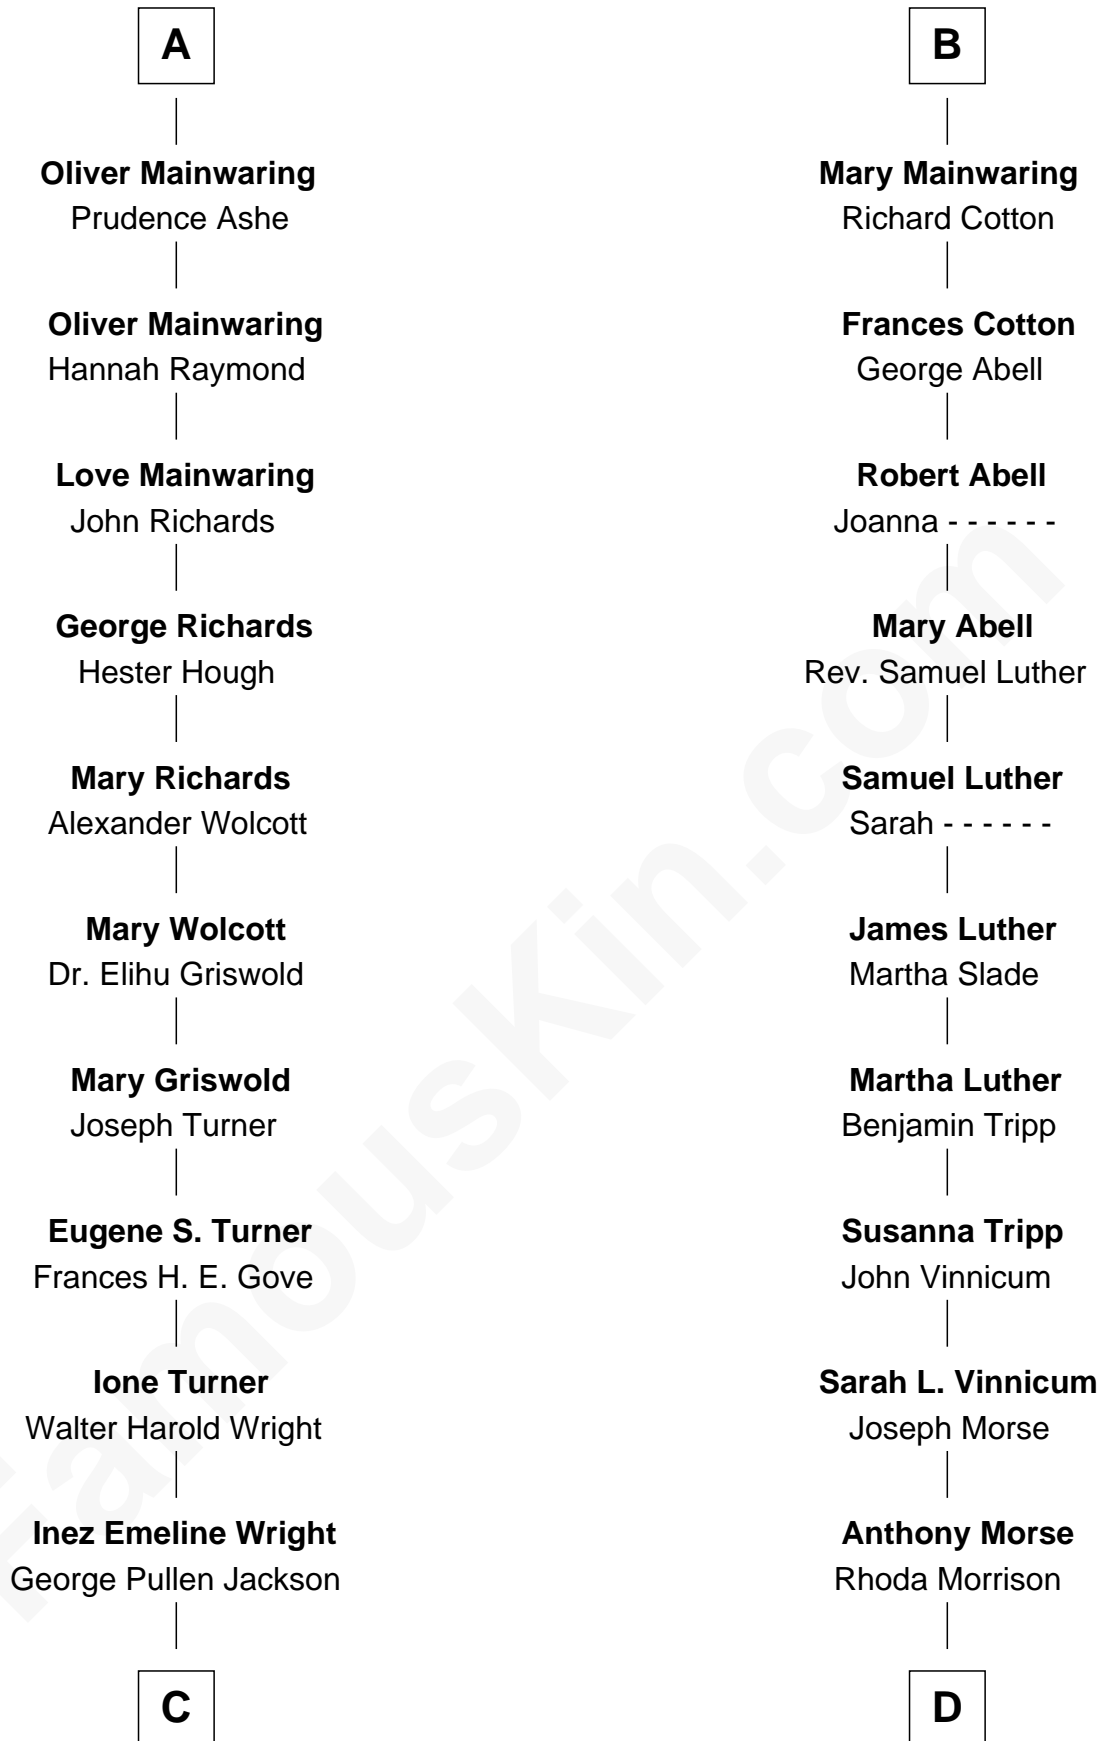 A
Oliver Mainwaring
Prudence Ashe
Oliver Mainwaring
Hannah Raymond
Love Mainwaring
John Richards
George Richards
Hester Hough
Mary Richards
Alexander Wolcott
Mary Wolcott
Dr. Elihu Griswold
Mary Griswold
Joseph Turner
Eugene S. Turner
Frances H. E. Gove
Ione Turner
Walter Harold Wright
Inez Emeline Wright
George Pullen Jackson
C
B
Mary Mainwaring
Richard Cotton
Frances Cotton
George Abell
Robert Abell
Joanna - - - - - -
Mary Abell
Rev. Samuel Luther
Samuel Luther
Sarah - - - - - -
James Luther
Martha Slade
Martha Luther
Benjamin Tripp
Susanna Tripp
John Vinnicum
Sarah L. Vinnicum
Joseph Morse
Anthony Morse
Rhoda Morrison
D
FamousKin.com